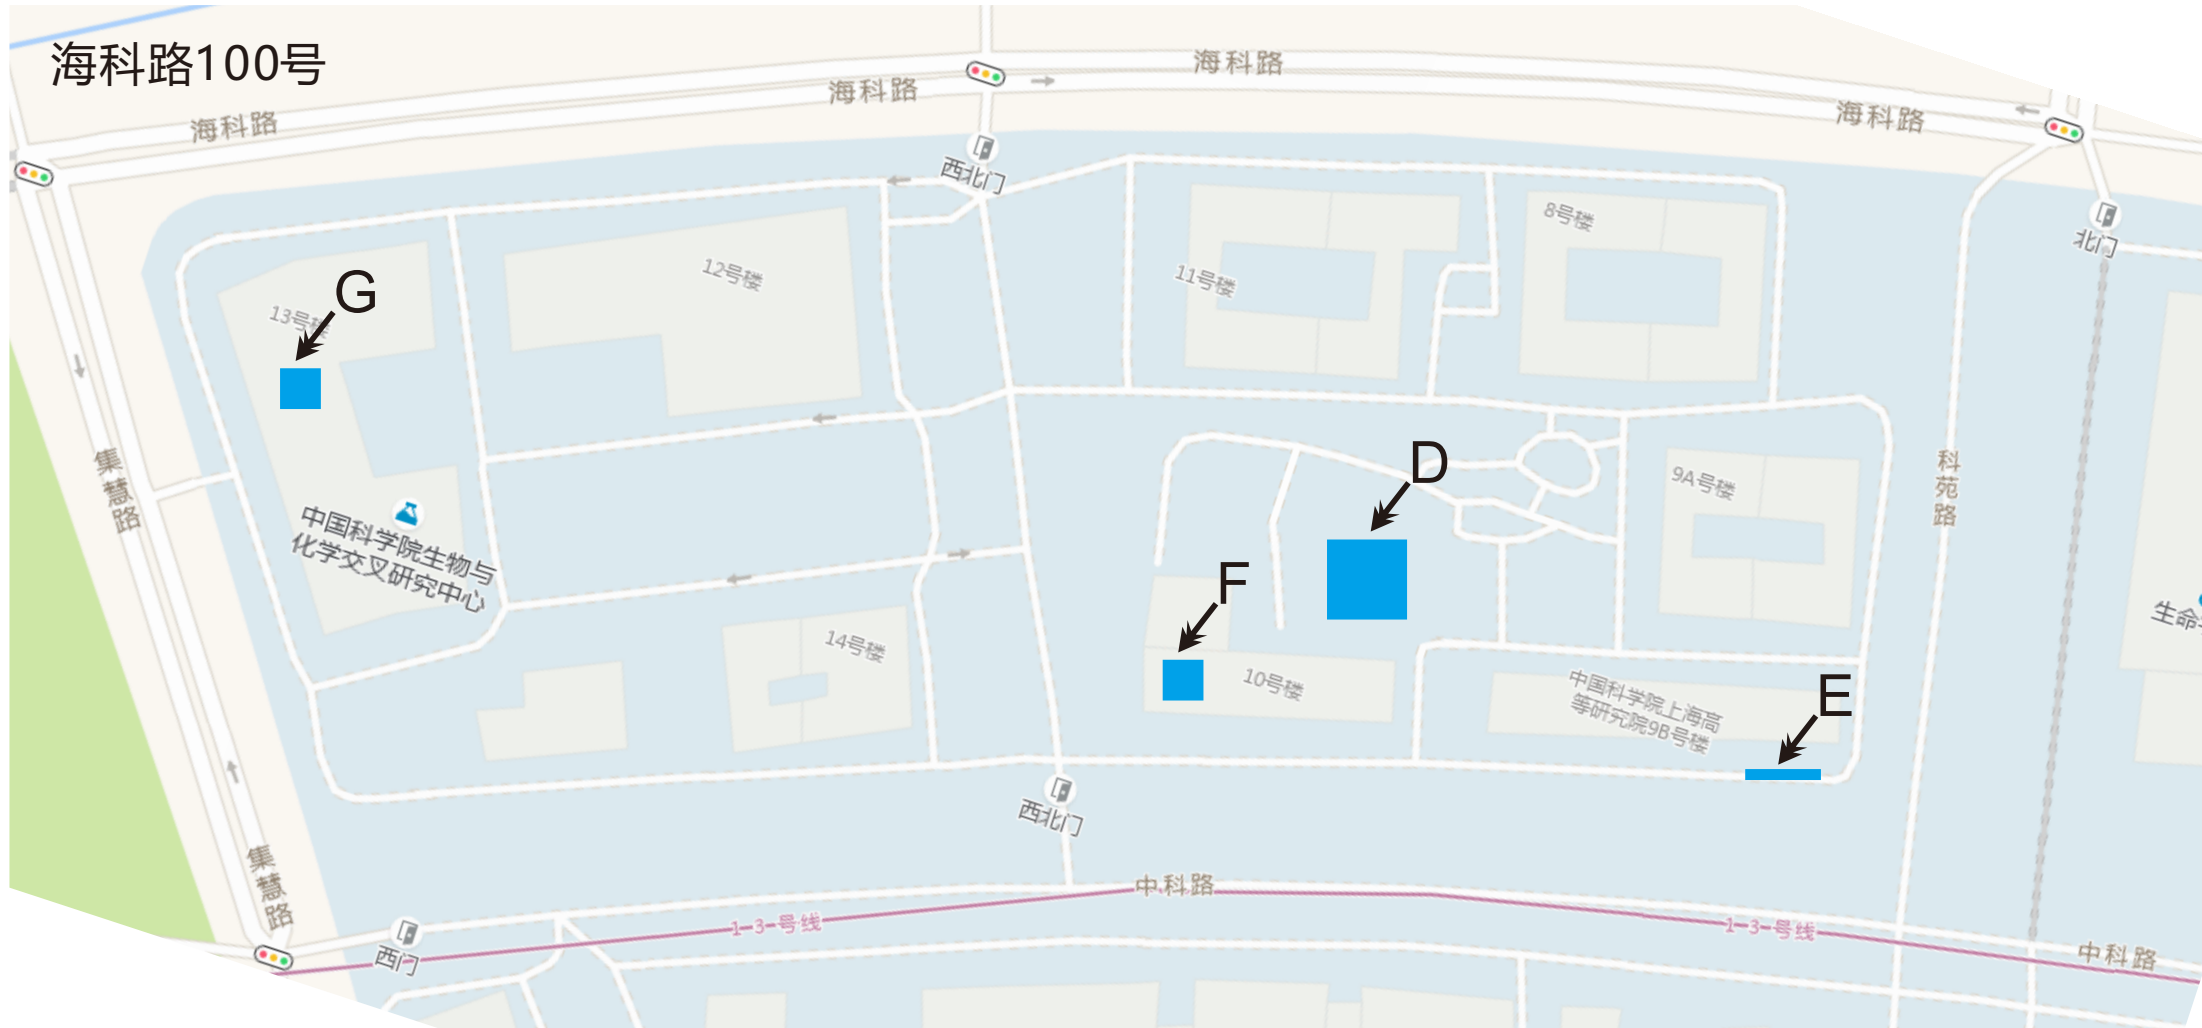 海科路100号
海科路
海科路
海科路
海科路
西北门
北门
8号楼
11号楼
12号楼
13号楼
G
D
9A号楼
科苑路
集慧路
中国科学院生物与
化学交叉研究中心
F
14号楼
10号楼
中国科学院上海高
等研究院9B号楼
E
生命
西北门
集慧路
中科路
13号线
13号线
西门
中科路